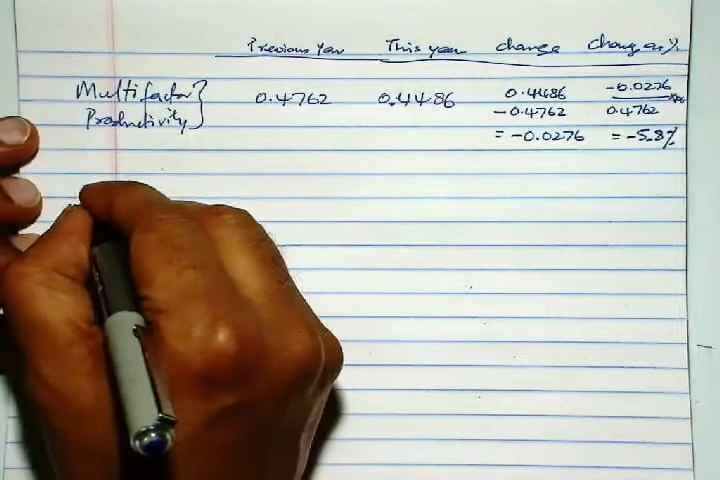 Previous Year This year change Change as %
Multifactor } 0.4762 0.4486 0.4486 -0.0276
Productivity - 0.4762 0.4762
= -0.0276 = -5.8%